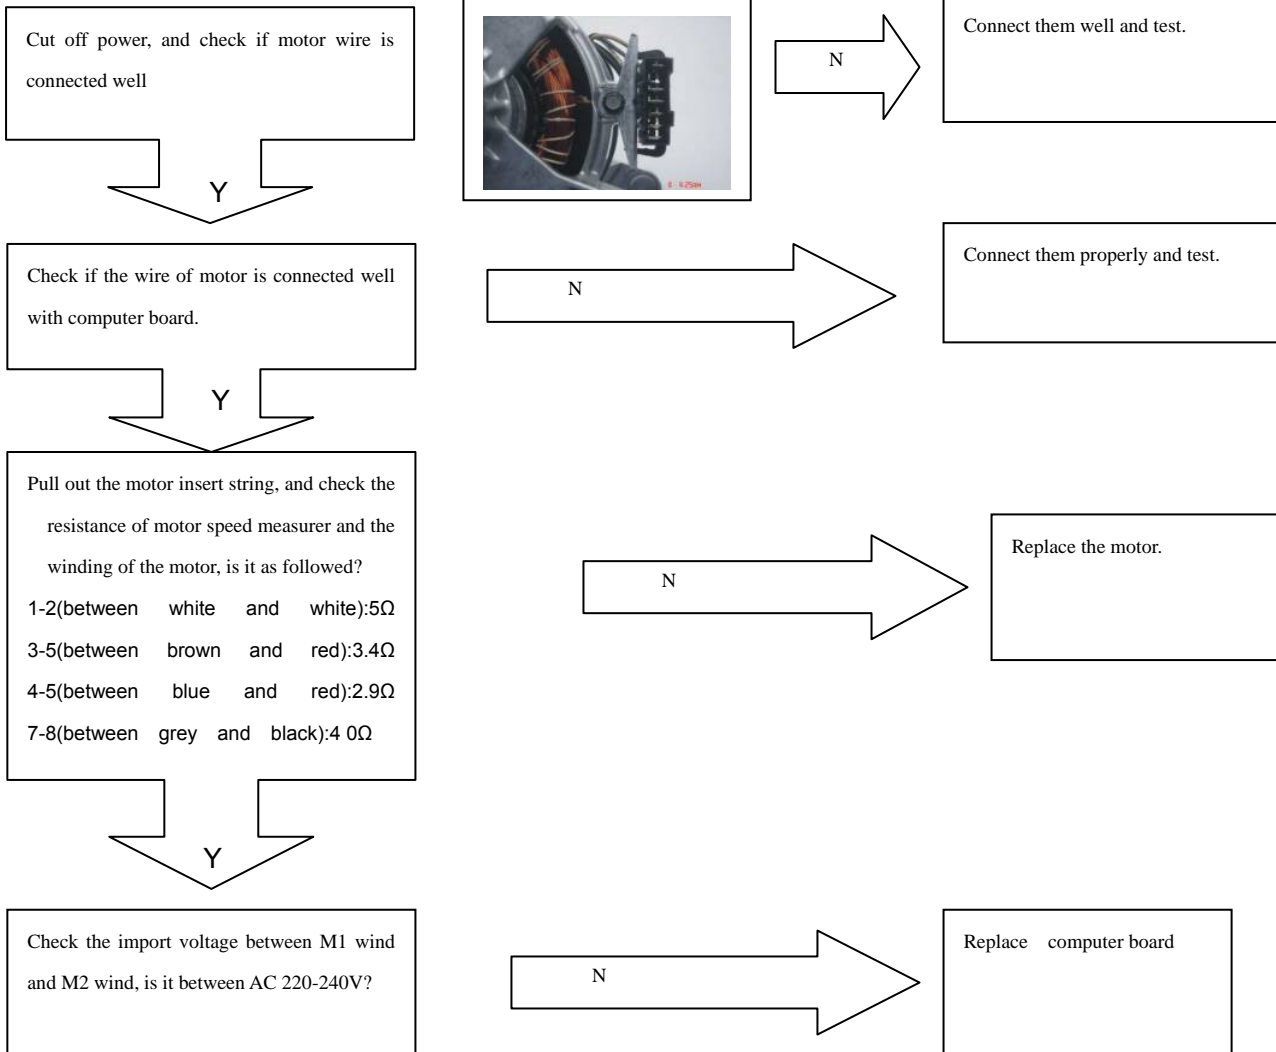 Cut off power, and check if motor wire is
connected well
N
Connect them well and test.
Y
Check if the wire of motor is connected well
with computer board.
N
Connect them properly and test.
Y
Pull out the motor insert string, and check the
resistance of motor speed measurer and the
winding of the motor, is it as followed?
1-2(between white and white):5Ω
3-5(between brown and red):3.4Ω
4-5(between blue and red):2.9Ω
7-8(between grey and black):4 0Ω
N
Replace the motor.
Y
Check the import voltage between M1 wind
and M2 wind, is it between AC 220-240V?
N
Replace computer board